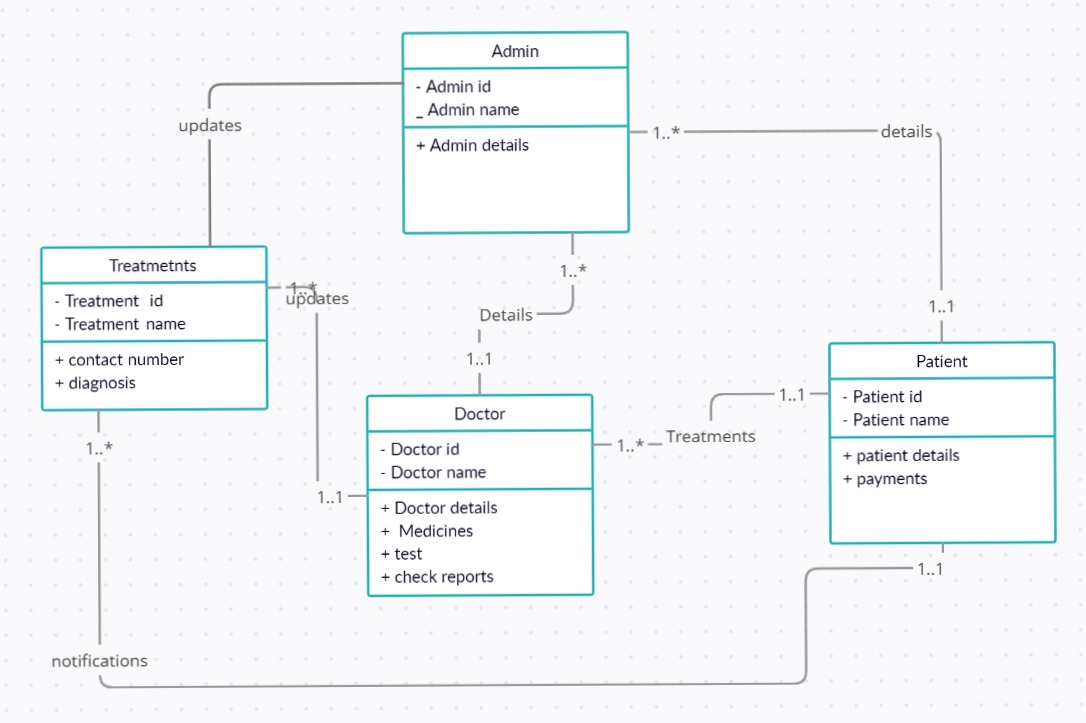 Admin
- Admin id
_ Admin name
+ Admin details
updates
1..*
details
1..1
1..*
Details
1..1
Treatmetnts
- Treatment  id
- Treatment name
+ contact number
+ diagnosis
1..*
updates
1..1
Doctor
- Doctor id
- Doctor name
+ Doctor details
+  Medicines
+ test
+ check reports
1..*
Treatments
1..1
Patient
- Patient id
- Patient name
+ patient details
+ payments
1..1
1..*
notifications